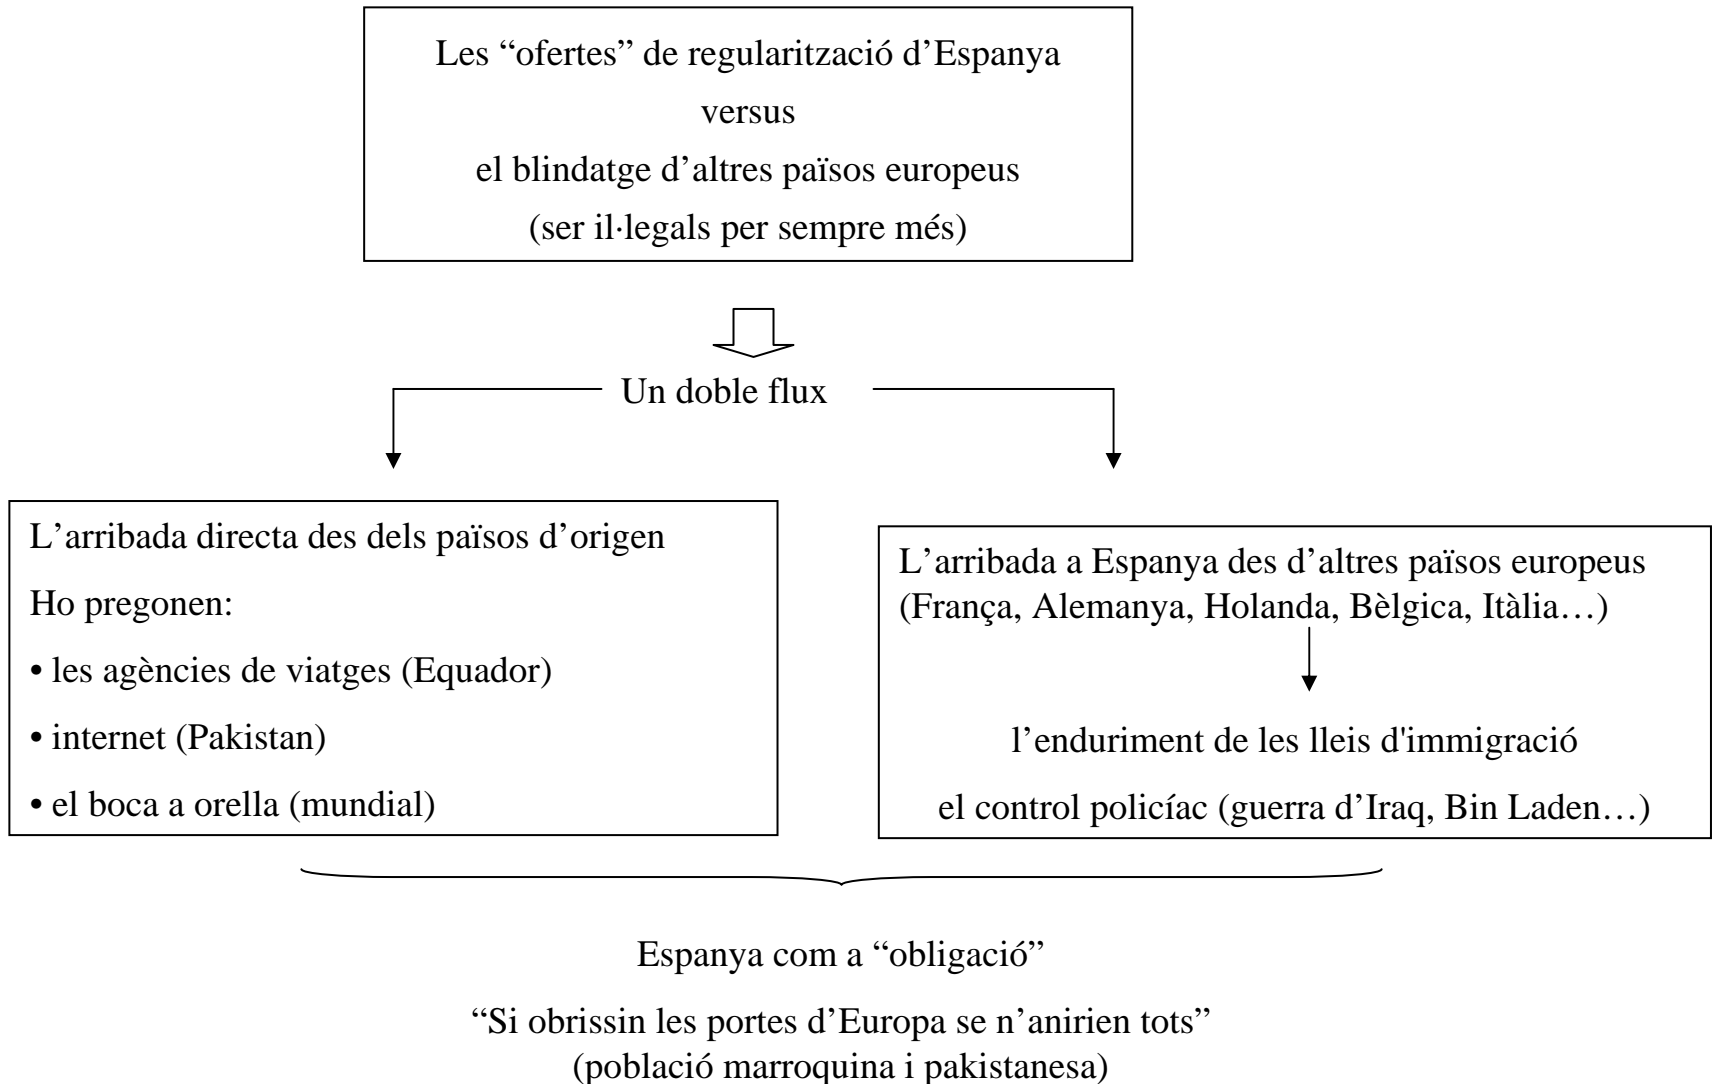 Les “ofertes” de regularització d’Espanya
versus
el blindatge d’altres països europeus
(ser il·legals per sempre més)
Un doble flux
L’arribada directa des dels països d’origen
Ho pregonen:
• les agències de viatges (Equador)
• internet (Pakistan)
• el boca a orella (mundial)
L’arribada a Espanya des d’altres països europeus
(França, Alemanya, Holanda, Bèlgica, Itàlia…)
l’enduriment de les lleis d'immigració
el control policíac (guerra d’Iraq, Bin Laden…)
Espanya com a “obligació”
“Si obrissin les portes d’Europa se n’anirien tots”
(població marroquina i pakistanesa)